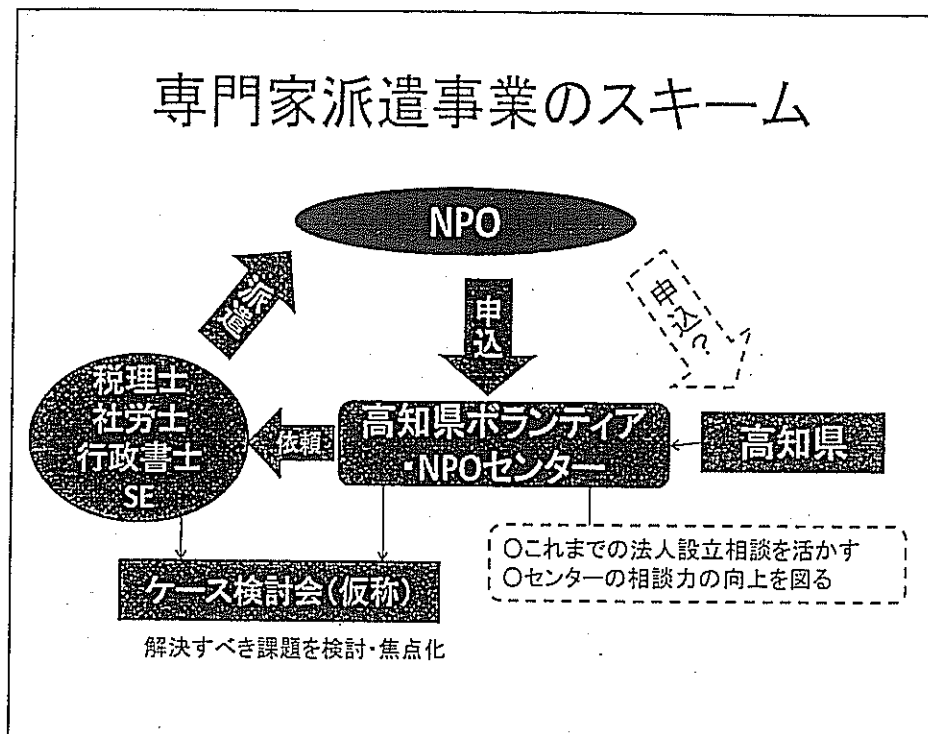 専門家派遣事業のスキーム
NPO
派遣
申込
申込?
税理士
社労士
行政書士
SE
依頼
高知県ボランティア
・NPOセンター
高知県
〇これまでの法人設立相談を活かす
〇センターの相談力の向上を図る
ケース検討会(仮称)
解決すべき課題を検討・焦点化